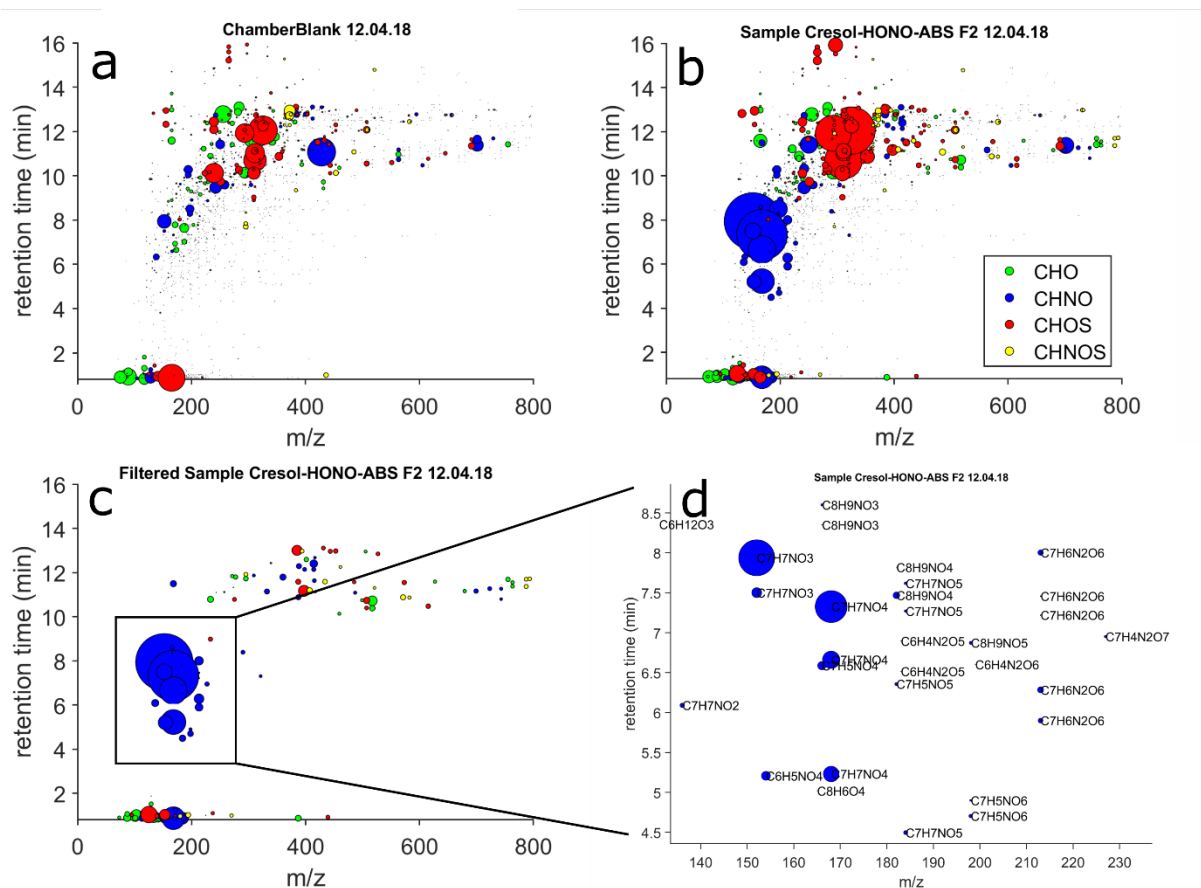 ChamberBlank 12.04.18
a
16
14
12
10
8
6
4
2
retention time (min)
0 200 400 600 800
m/z
Sample Cresol-HONO-ABS F2 12.04.18
b
16
14
12
10
8
6
4
2
retention time (min)
CHO
CHNO
CHOS
CHNOS
0 200 400 600 800
m/z
Filtered Sample Cresol-HONO-ABS F2 12.04.18
c
16
14
12
10
8
6
4
2
retention time (min)
0 200 400 600 800
m/z
d
Sample Cresol-HONO-ABS F2 12.04.18
8.5
8
7.5
7
6.5
6
5.5
5
4.5
retention time (min)
C8H9NO3
C6H12O3 C8H9NO3
C7H7NO3 C7H6N2O6
C8H9NO4
C7H7NO5
C7H7NO3 C8H9NO4 C7H6N2O6
C7H7NO4 C7H7NO5 C7H6N2O6
C7H4N2O7
C6H4N2O5 C8H9NO5
C7H7NO4
C7H5NO4 C6H4N2O5 C6H4N2O6
C7H5NO5 C7H6N2O6
C7H7NO2
C7H6N2O6
C6H5NO4 C7H7NO4
C8H6O4
C7H5NO6
C7H5NO6
C7H7NO5
140 150 160 170 180 190 200 210 220 230
m/z